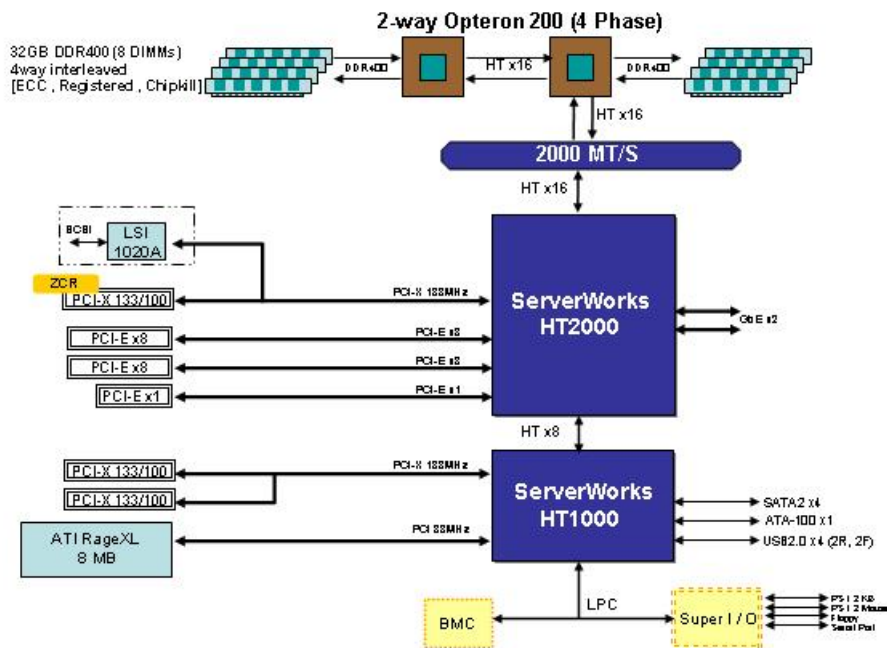 2-way Opteron 200 (4 Phase)
32GB DDR400 (8 DIMMs)
4way interleaved
[ECC , Registered , Chipkill]
DDR400
HT x16
DDR400
HT x16
2000 MT/S
HT x16
LSI
1020A
ZCR
PCI-X 133/100
PCI-X 133MHz
ServerWorks
HT2000
PCI-E x8
PCI-E x8
GbE x2
PCI-E x8
PCI-E x8
PCI-E x1
PCI-E x1
HT x8
PCI-X 133/100
PCI-X 133MHz
PCI-X 133/100
ServerWorks
HT1000
SATA2 x4
ATA-100 x1
USB2.0 x4 (2R, 2F)
ATI RageXL
8 MB
PCI 33MHz
LPC
BMC
Super I / O
PS / 2 KB
PS / 2 Mouse
Floppy
Serial Port